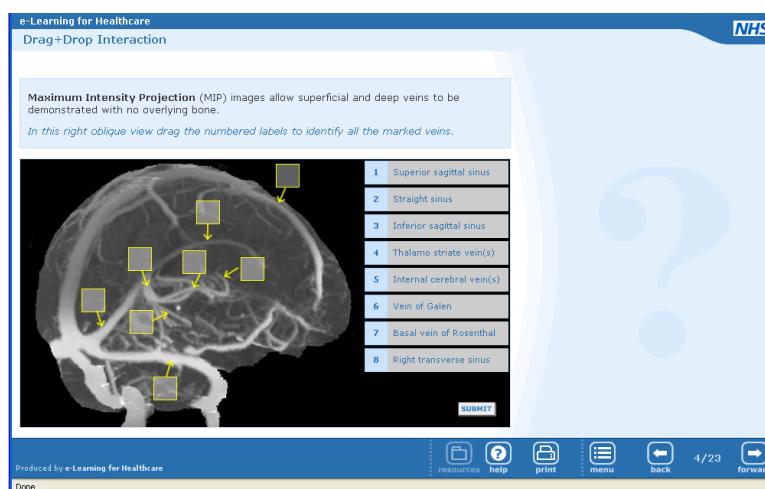 e-Learning for Healthcare
Drag+Drop Interaction
NHS
Maximum Intensity Projection (MIP) images allow superficial and deep veins to be
demonstrated with no overlying bone.
In this right oblique view drag the numbered labels to identify all the marked veins.
1 Superior sagittal sinus
2 Straight sinus
3 Inferior sagittal sinus
4 Thalamo striate vein(s)
5 Internal cerebral vein(s)
6 Vein of Galen
7 Basal vein of Rosenthal
8 Right transverse sinus
SUBMIT
?
Produced by e-Learning for Healthcare
resources help print menu back 4/23 forwa
Done